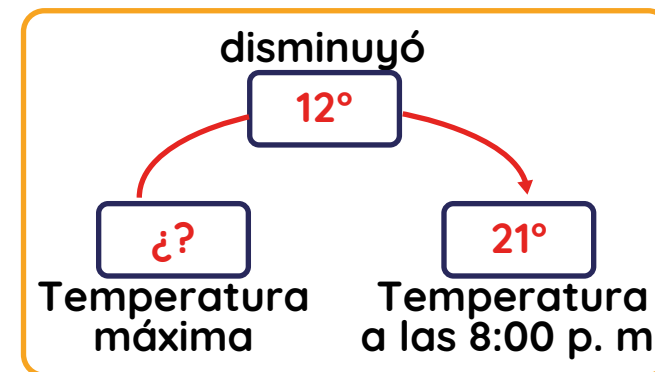 disminuyó
12°
¿?
21°
Temperatura
máxima
Temperatura
a las 8:00 p. m